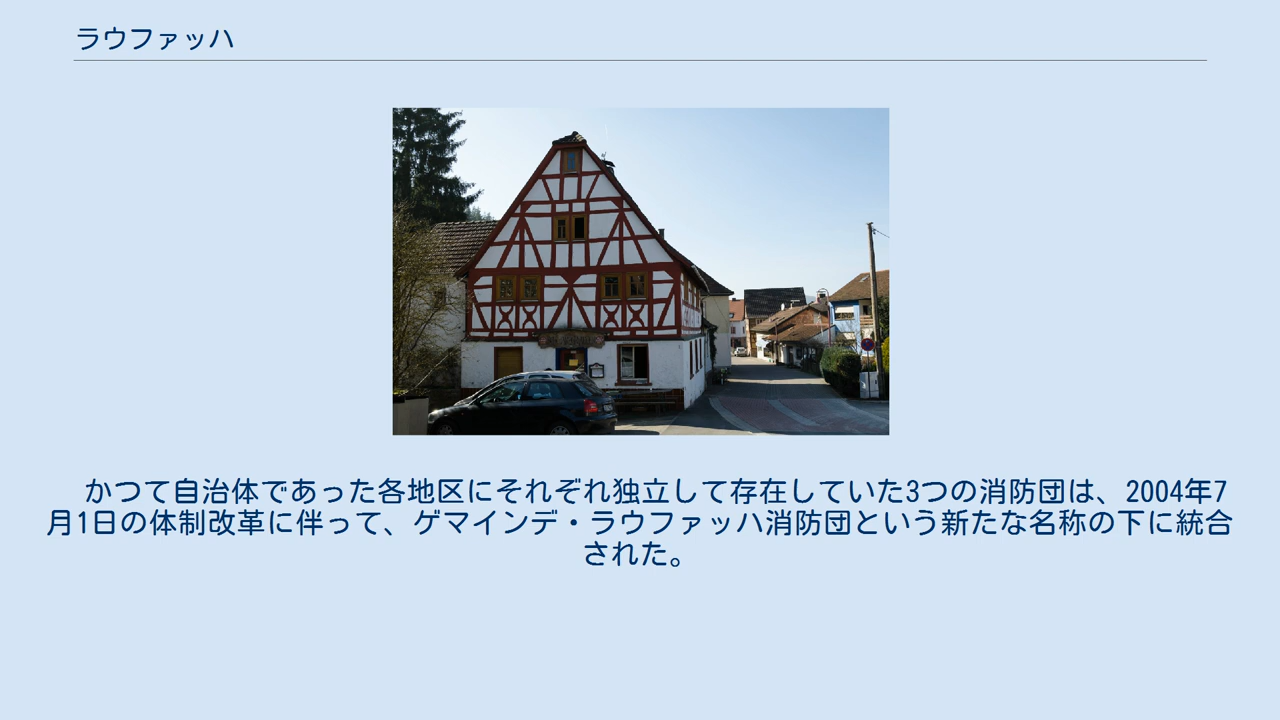 ラウファッハ
かつて自治体であった各地区にそれぞれ独立して存在していた3つの消防団は、2004年7
月1日の体制改革に伴って、ゲマインデ・ラウファッハ消防団という新たな名称の下に統合
された。